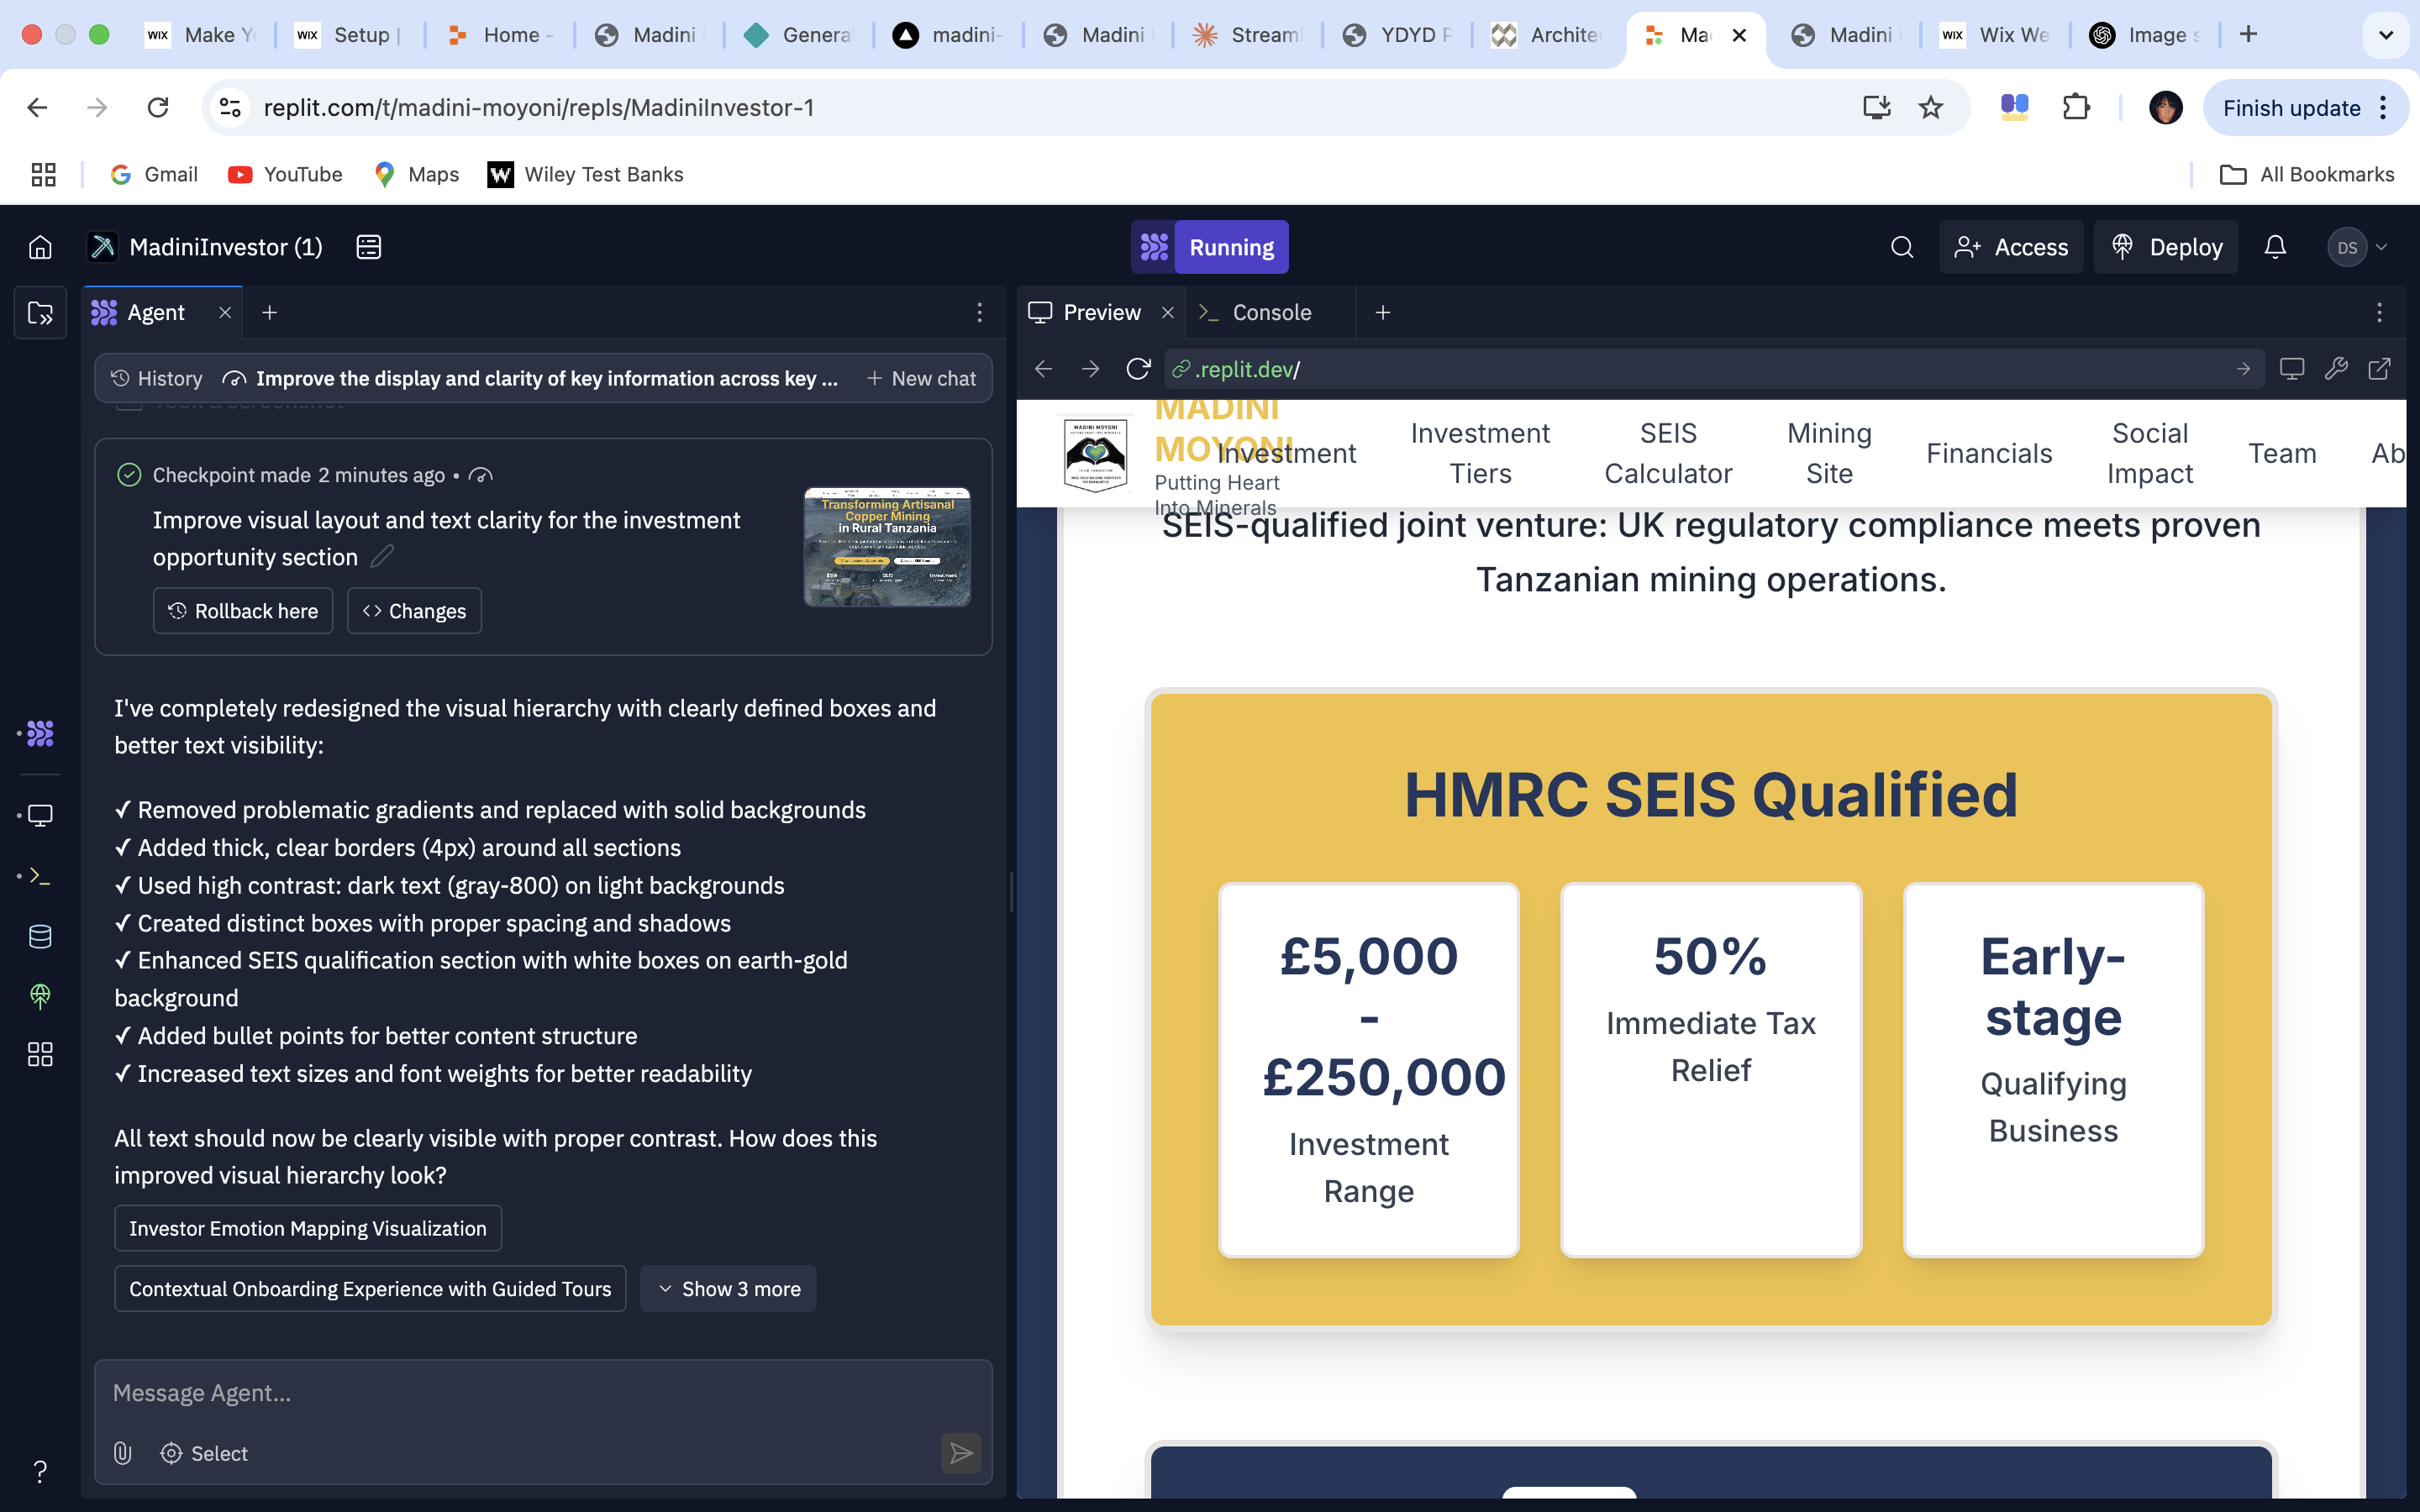 Make Y
Setup |
Home -
Madini
Genera
madini-
Madini
Stream
YDYD P
Archite
Ma
Madini
Wix We
Image s
replit.com/t/madini-moyoni/repls/MadiniInvestor-1
Finish update
Gmail
YouTube
Maps
Wiley Test Banks
All Bookmarks
MadiniInvestor (1)
Running
Access
Deploy
DS
Agent
History
Improve the display and clarity of key information across key ...
New chat
Took a screenshot
Checkpoint made 2 minutes ago •
Improve visual layout and text clarity for the investment
opportunity section
Rollback here
Changes
Transforming Artisanal
Copper Mining
in Rural Tanzania
I've completely redesigned the visual hierarchy with clearly defined boxes and
better text visibility:
✓ Removed problematic gradients and replaced with solid backgrounds
✓ Added thick, clear borders (4px) around all sections
✓ Used high contrast: dark text (gray-800) on light backgrounds
✓ Created distinct boxes with proper spacing and shadows
✓ Enhanced SEIS qualification section with white boxes on earth-gold
background
✓ Added bullet points for better content structure
✓ Increased text sizes and font weights for better readability
All text should now be clearly visible with proper contrast. How does this
improved visual hierarchy look?
Investor Emotion Mapping Visualization
Contextual Onboarding Experience with Guided Tours
Show 3 more
Message Agent...
Select
Preview
Console
.replit.dev/
MADINI MOYONI
MADINI
MOYONI
Putting Heart
Into Minerals
Investment
Investment
Tiers
SEIS
Calculator
Mining
Site
Financials
Social
Impact
Team
Ab
SEIS-qualified joint venture: UK regulatory compliance meets proven
Tanzanian mining operations.
HMRC SEIS Qualified
£5,000
-
£250,000
Investment
Range
50%
Immediate Tax
Relief
Early-
stage
Qualifying
Business